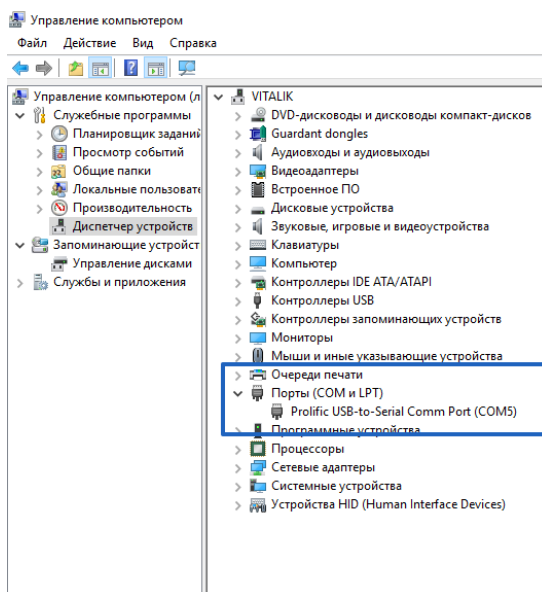 Управление компьютером
Файл Действие Вид Справка
Управление компьютером (л
Служебные программы
Планировщик заданий
Просмотр событий
Общие папки
Локальные пользовате
Производительность
Диспетчер устройств
Запоминающие устройст
Управление дисками
Службы и приложения
VITALIK
DVD-дисководы и дисководы компакт-дисков
Guardant dongles
Аудиовходы и аудиовыходы
Видеоадаптеры
Встроенное ПО
Дисковые устройства
Звуковые, игровые и видеоустройства
Клавиатуры
Компьютер
Контроллеры IDE ATA/ATAPI
Контроллеры USB
Контроллеры запоминающих устройств
Мониторы
Мыши и иные указывающие устройства
Очереди печати
Порты (COM и LPT)
Prolific USB-to-Serial Comm Port (COM5)
Программные устройства
Процессоры
Сетевые адаптеры
Системные устройства
Устройства HID (Human Interface Devices)